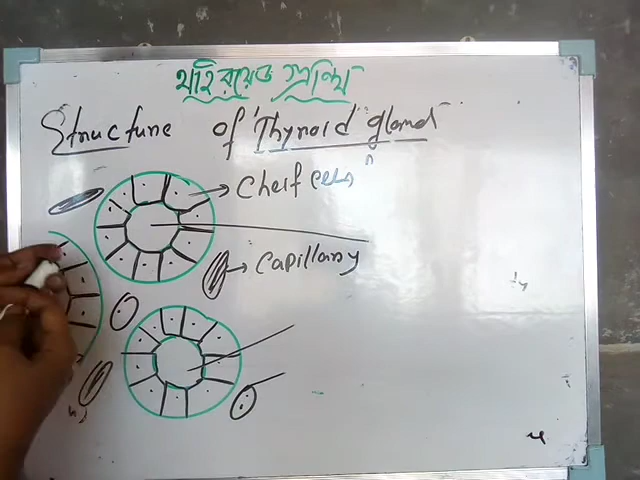 থাইরয়েড গ্রন্থি
Structure of "Thyroid" gland
Cheif cells
Capillary